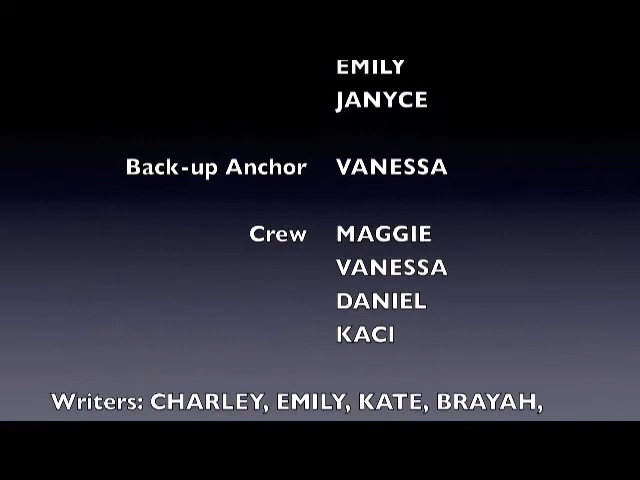 EMILY
JANYCE
Back-up Anchor VANESSA
Crew MAGGIE
VANESSA
DANIEL
KACI
Writers: CHARLEY, EMILY, KATE, BRAYAH,